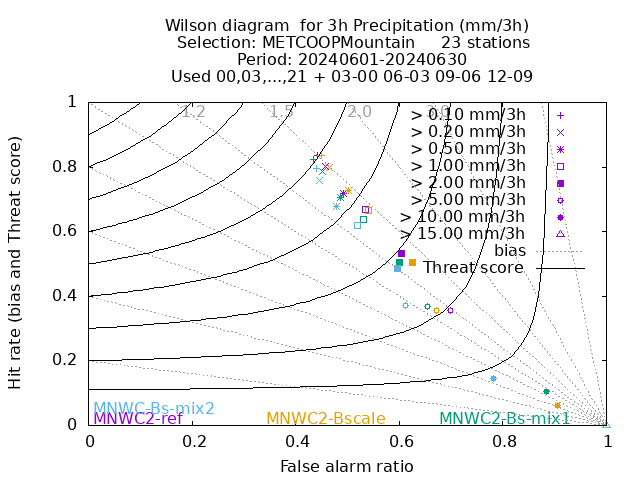 Wilson diagram  for 3h Precipitation (mm/3h)
Selection: METCOOPMountain     23 stations
Period: 20240601-20240630
Used 00,03,...,21 + 03-00 06-03 09-06 12-09
1.2 1.5 2.0 3.0
> 0.10 mm/3h
> 0.20 mm/3h
> 0.50 mm/3h
> 1.00 mm/3h
> 2.00 mm/3h
> 5.00 mm/3h
> 10.00 mm/3h
> 15.00 mm/3h
bias
Threat score
1
0.8
0.6
0.4
0.2
0
Hit rate (bias and Threat score)
MNWC-Bs-mix2
MNWC2-ref MNWC2-Bscale MNWC2-Bs-mix1
0 0.2 0.4 0.6 0.8 1
False alarm ratio